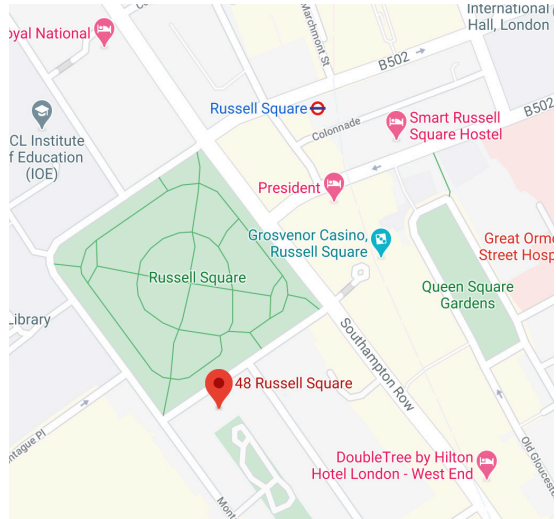 International
Hall, London
oyal National
Marchmont St
B502
Russell Square
Colonnade
B502
Smart Russell
Square Hostel
CL Institute
f Education
(IOE)
President
Grosvenor Casino,
Russell Square
Great Ormo
Street Hosp
Russell Square
Queen Square
Gardens
Library
Southampton Row
48 Russell Square
ntague Pl
DoubleTree by Hilton
Hotel London - West End
Old Glouceste
Mont